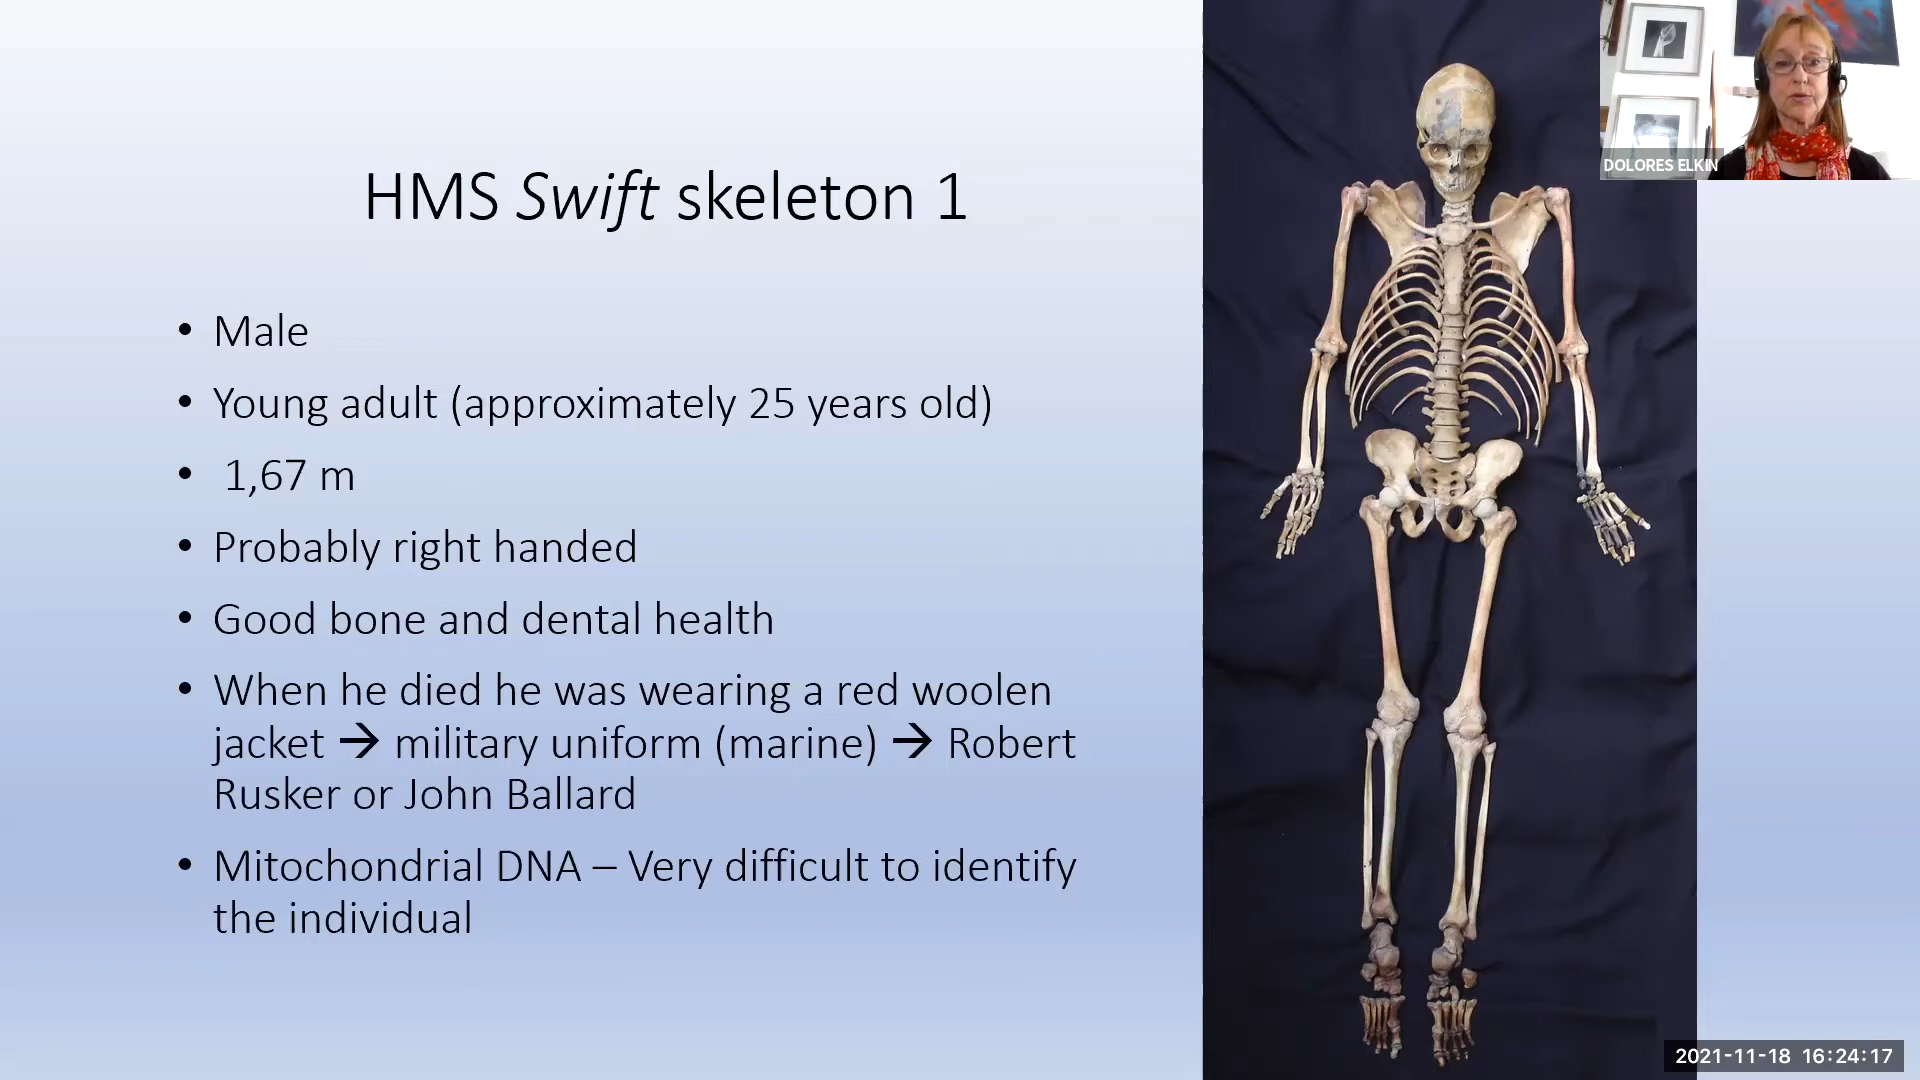 HMS Swift skeleton 1
• Male
• Young adult (approximately 25 years old)
• 1,67 m
• Probably right handed
• Good bone and dental health
• When he died he was wearing a red woolen
jacket → military uniform (marine) → Robert
Rusker or John Ballard
• Mitochondrial DNA – Very difficult to identify
the individual
DOLORES ELKIN
2021-11-18 16:24:17